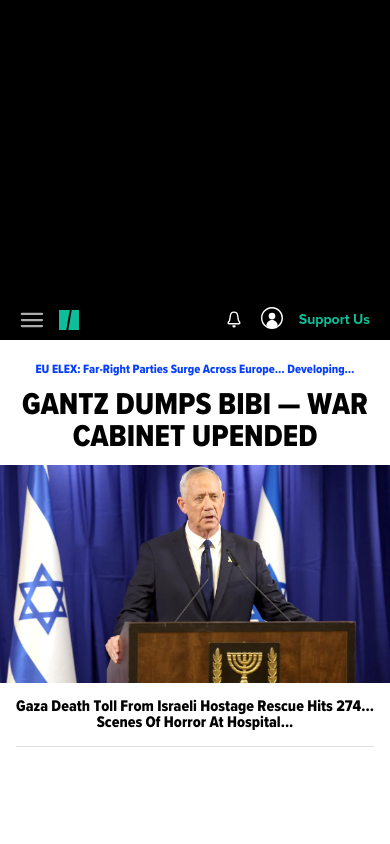 Support Us
EU ELEX: Far-Right Parties Surge Across Europe... Developing...
GANTZ DUMPS BIBI — WAR
CABINET UPENDED
Gaza Death Toll From Israeli Hostage Rescue Hits 274...
Scenes Of Horror At Hospital...